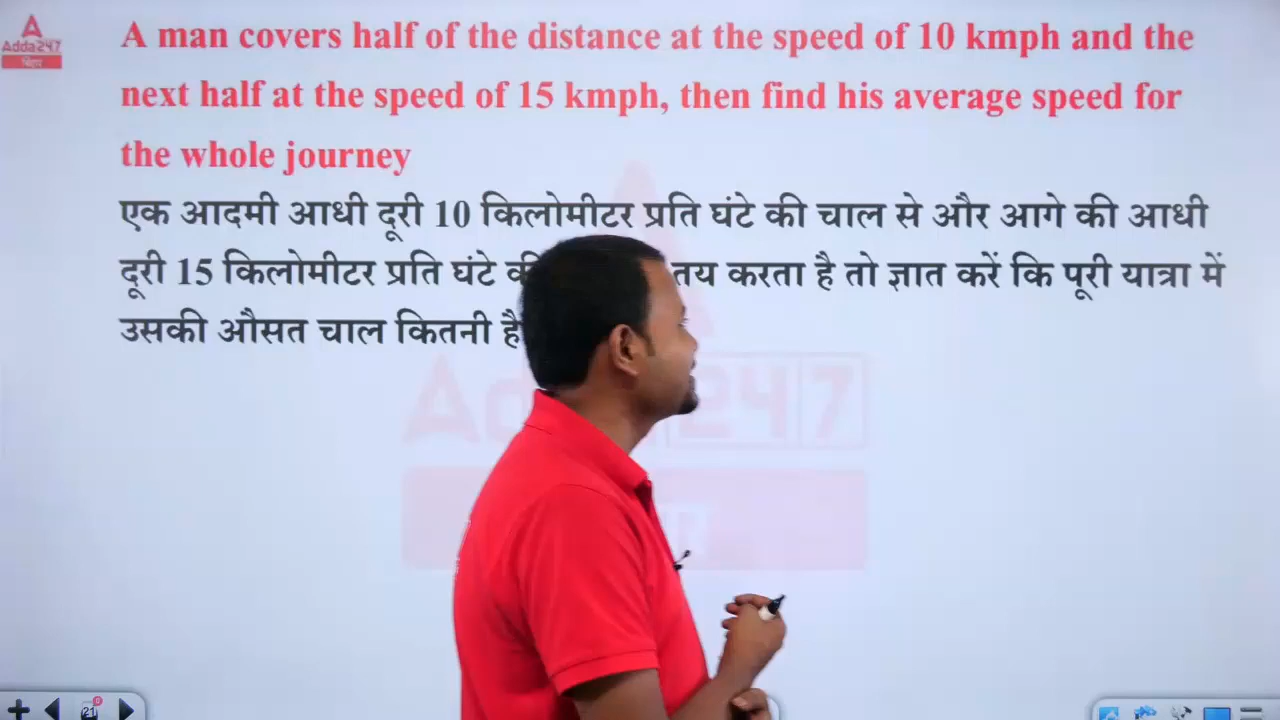 A man covers half of the distance at the speed of 10 kmph and the
next half at the speed of 15 kmph, then find his average speed for
the whole journey
एक आदमी आधी दूरी 10 किलोमीटर प्रति घंटे की चाल से और आगे की आधी
दूरी 15 किलोमीटर प्रति घंटे की तय करता है तो ज्ञात करें कि पूरी यात्रा में
उसकी औसत चाल कितनी है
Adda247
बिहार
21